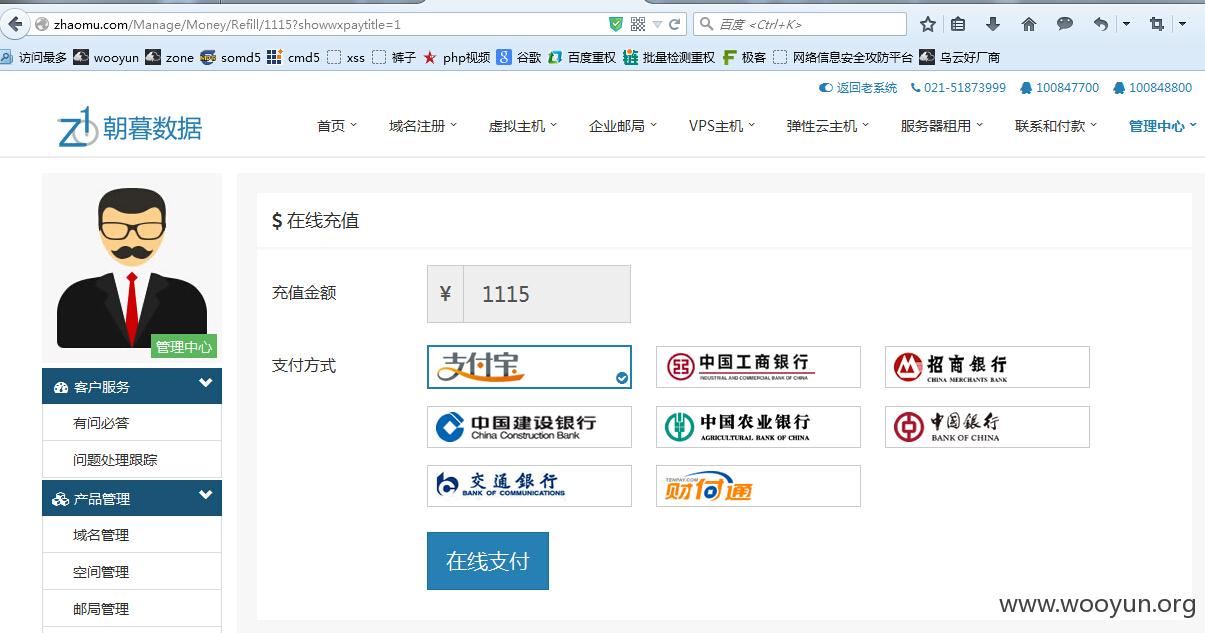 zhaomu.com/Manage/Money/Refill/1115?showwxpaytitle=1
百度 <Ctrl+K>
访问最多 wooyun zone somd5 cmd5 xss 裤子 php视频 谷歌 百度重权 批量检测重权 极客 网络信息安全攻防平台 乌云好厂商
返回老系统 021-51873999 100847700 100848800
朝暮数据 首页 域名注册 虚拟主机 企业邮局 VPS主机 弹性云主机 服务器租用 联系和付款 管理中心
管理中心
客户服务
有问必答
问题处理跟踪
产品管理
域名管理
空间管理
邮局管理
$ 在线充值
充值金额 ¥ 1115
支付方式
支付宝
中国工商银行
INDUSTRIAL AND COMMERCIAL BANK OF CHINA
招商银行
CHINA MERCHANTS BANK
中国建设银行
China Construction Bank
中国农业银行
AGRICULTURAL BANK OF CHINA
中国银行
BANK OF CHINA
交通银行
BANK OF COMMUNICATIONS
TENPAY.COM
财付通
在线支付
www.wooyun.org